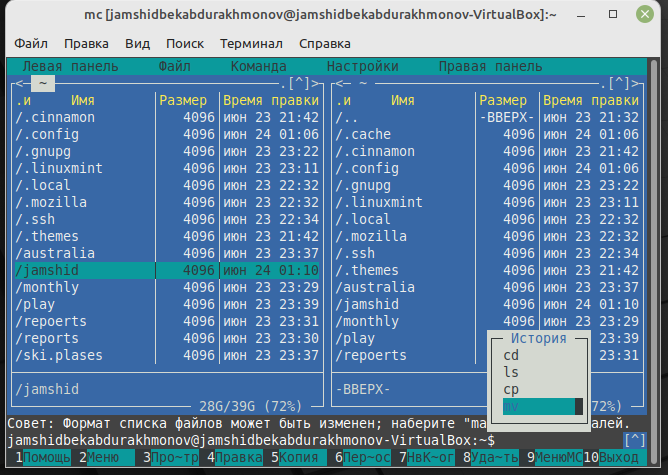 mc [jamshidbekabdurakhmonov@jamshidbekabdurakhmonov-VirtualBox]:~
Файл Правка Вид Поиск Терминал Справка
Левая панель Файл Команда Настройки Правая панель
<─ ~ .[^]> <─ ~ .[^]>
.и Имя Размер Время правки .и Имя Размер Время правки
/.cinnamon 4096 июн 23 21:42 /.. -ВВЕРХ- июн 23 21:32
/.config 4096 июн 24 01:06 /.cache 4096 июн 24 01:06
/.gnupg 4096 июн 23 23:22 /.cinnamon 4096 июн 23 21:42
/.linuxmint 4096 июн 23 23:11 /.config 4096 июн 24 01:06
/.local 4096 июн 23 22:32 /.gnupg 4096 июн 23 23:22
/.mozilla 4096 июн 23 22:32 /.linuxmint 4096 июн 23 23:11
/.ssh 4096 июн 23 22:34 /.local 4096 июн 23 22:32
/.themes 4096 июн 23 21:42 /.mozilla 4096 июн 23 22:32
/australia 4096 июн 23 23:37 /.ssh 4096 июн 23 22:34
/jamshid 4096 июн 24 01:10 /.themes 4096 июн 23 21:42
/monthly 4096 июн 23 23:29 /australia 4096 июн 23 23:37
/play 4096 июн 23 23:39 /jamshid 4096 июн 24 01:10
/repoerts 4096 июн 23 23:31 /monthly 4096 июн 23 23:29
/reports 4096 июн 23 23:30 /play 23:39
/ski.plases 4096 июн 23 23:37 /repoerts 23:31
/jamshid -ВВЕРХ-
28G/39G (72%) 72%)
История
cd
ls
cp
mv
Совет: Формат списка файлов может быть изменен; наберите "ma алей.
jamshidbekabdurakhmonov@jamshidbekabdurakhmonov-VirtualBox:~$ [^]
1Помощь 2Меню 3Про~тр 4Правка 5Копия 6Пер~ос 7НвК~ог 8Уда~ть 9МенюМС 10Выход